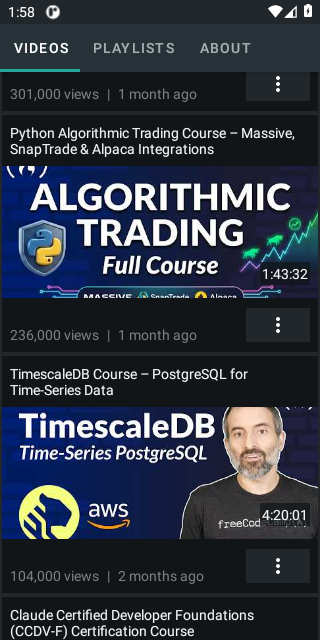 1:58
VIDEOS PLAYLISTS ABOUT
301,000 views | 1 month ago
Python Algorithmic Trading Course – Massive,
SnapTrade & Alpaca Integrations
ALGORITHMIC
TRADING
Full Course
1:43:32
MASSIVE SnapTrade Alpaca
236,000 views | 1 month ago
TimescaleDB Course – PostgreSQL for
Time-Series Data
TimescaleDB
Time-Series PostgreSQL
aws
4:20:01
104,000 views | 2 months ago
Claude Certified Developer Foundations
(CCDV-F) Certification Course